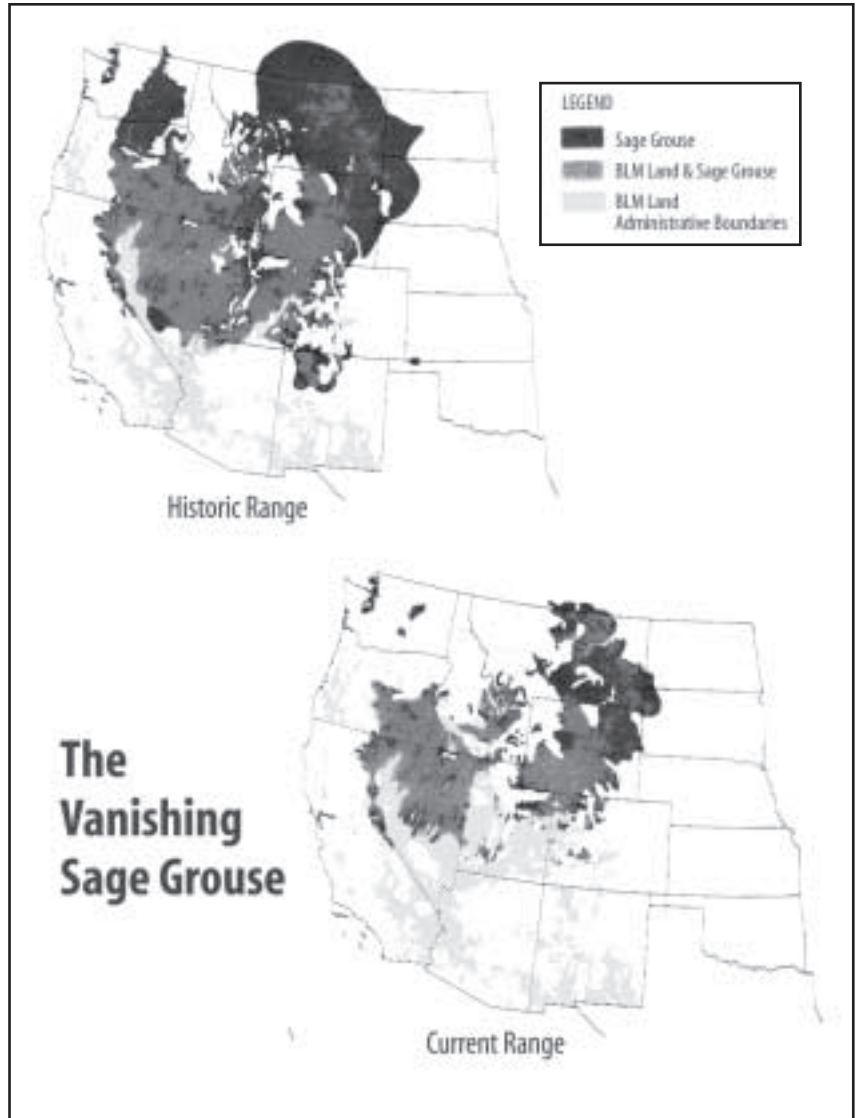 LEGEND
Sage Grouse
BLM Land & Sage Grouse
BLM Land
Administrative Boundaries
Historic Range
The
Vanishing
Sage Grouse
Current Range